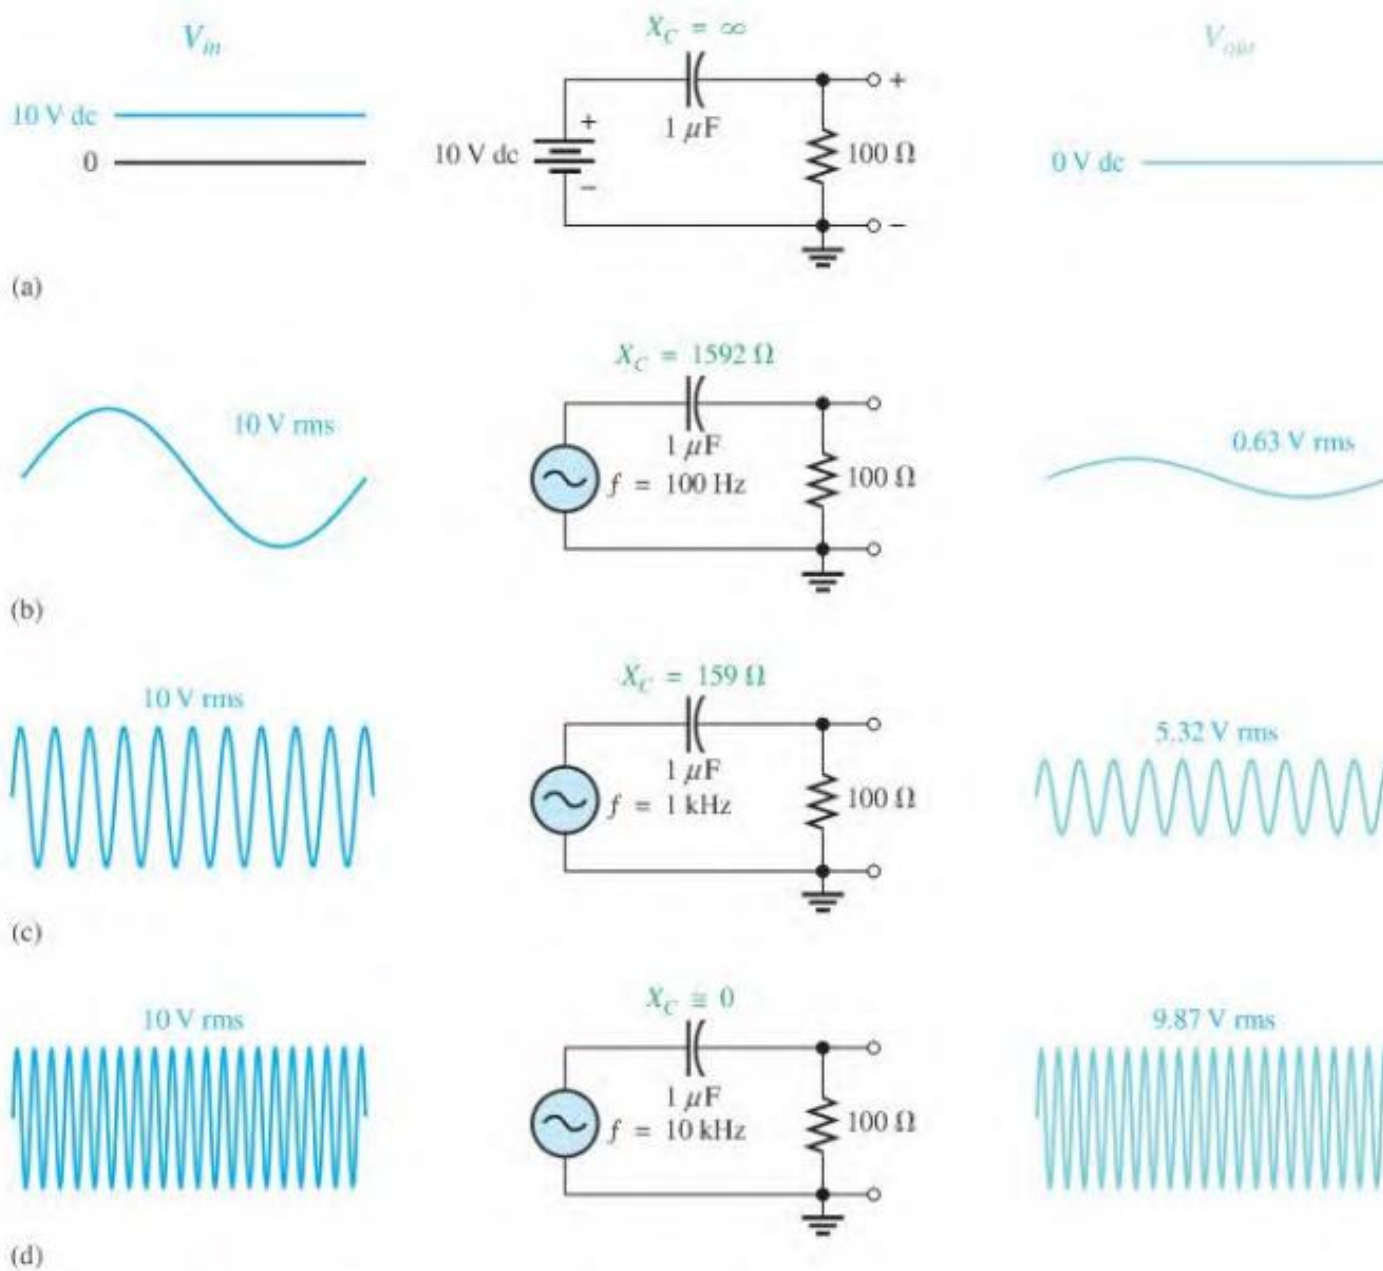 V_in
X_C = ∞
V_out
10 V dc
0
10 V dc
+
−
1 μF
100 Ω
+
−
0 V dc
(a)
X_C = 1592 Ω
10 V rms
1 μF
f = 100 Hz
100 Ω
0.63 V rms
(b)
X_C = 159 Ω
10 V rms
1 μF
f = 1 kHz
100 Ω
5.32 V rms
(c)
X_C ≅ 0
10 V rms
1 μF
f = 10 kHz
100 Ω
9.87 V rms
(d)